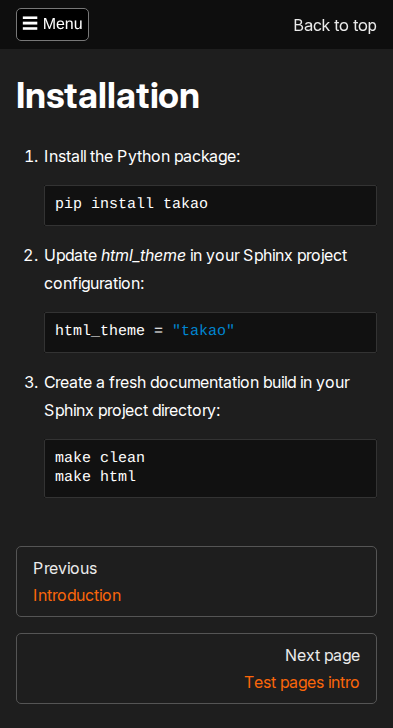 ☰ Menu
Back to top
Installation
1. Install the Python package:
pip install takao
2. Update html_theme in your Sphinx project
configuration:
html_theme = "takao"
3. Create a fresh documentation build in your
Sphinx project directory:
make clean
make html
Previous
Introduction
Next page
Test pages intro